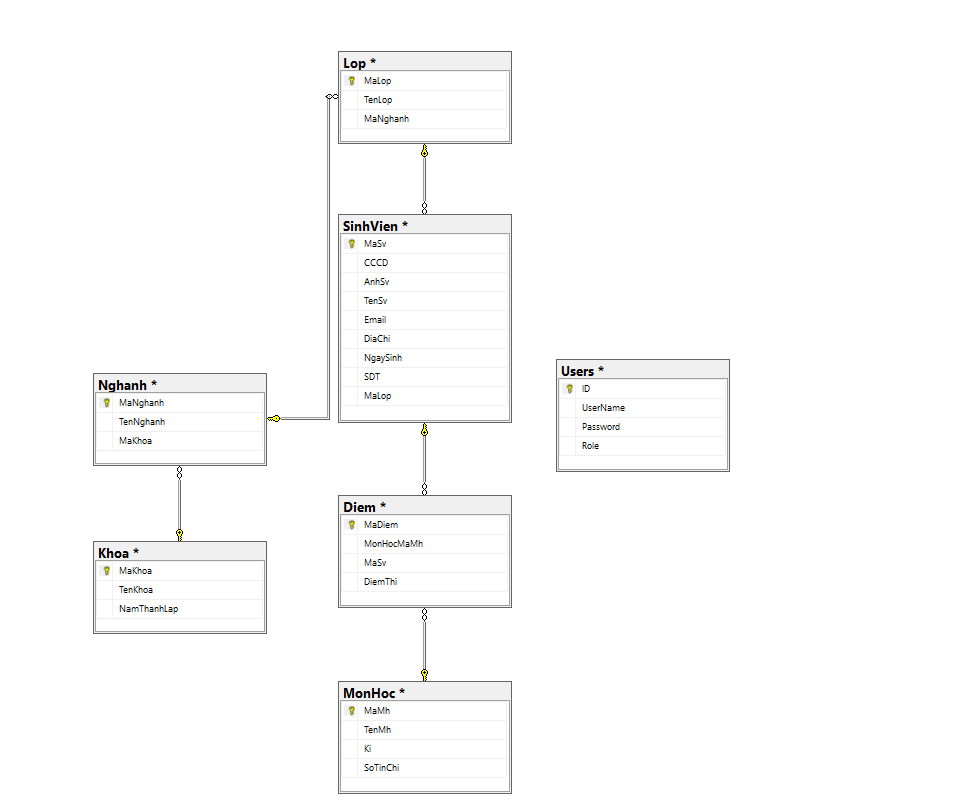 Lop *
MaLop
TenLop
MaNghanh
SinhVien *
MaSv
CCCD
AnhSv
TenSv
Email
DiaChi
NgaySinh
SDT
MaLop
Nghanh *
MaNghanh
TenNghanh
MaKhoa
Users *
ID
UserName
Password
Role
Khoa *
MaKhoa
TenKhoa
NamThanhLap
Diem *
MaDiem
MonHocMaMh
MaSv
DiemThi
MonHoc *
MaMh
TenMh
Ki
SoTinChi